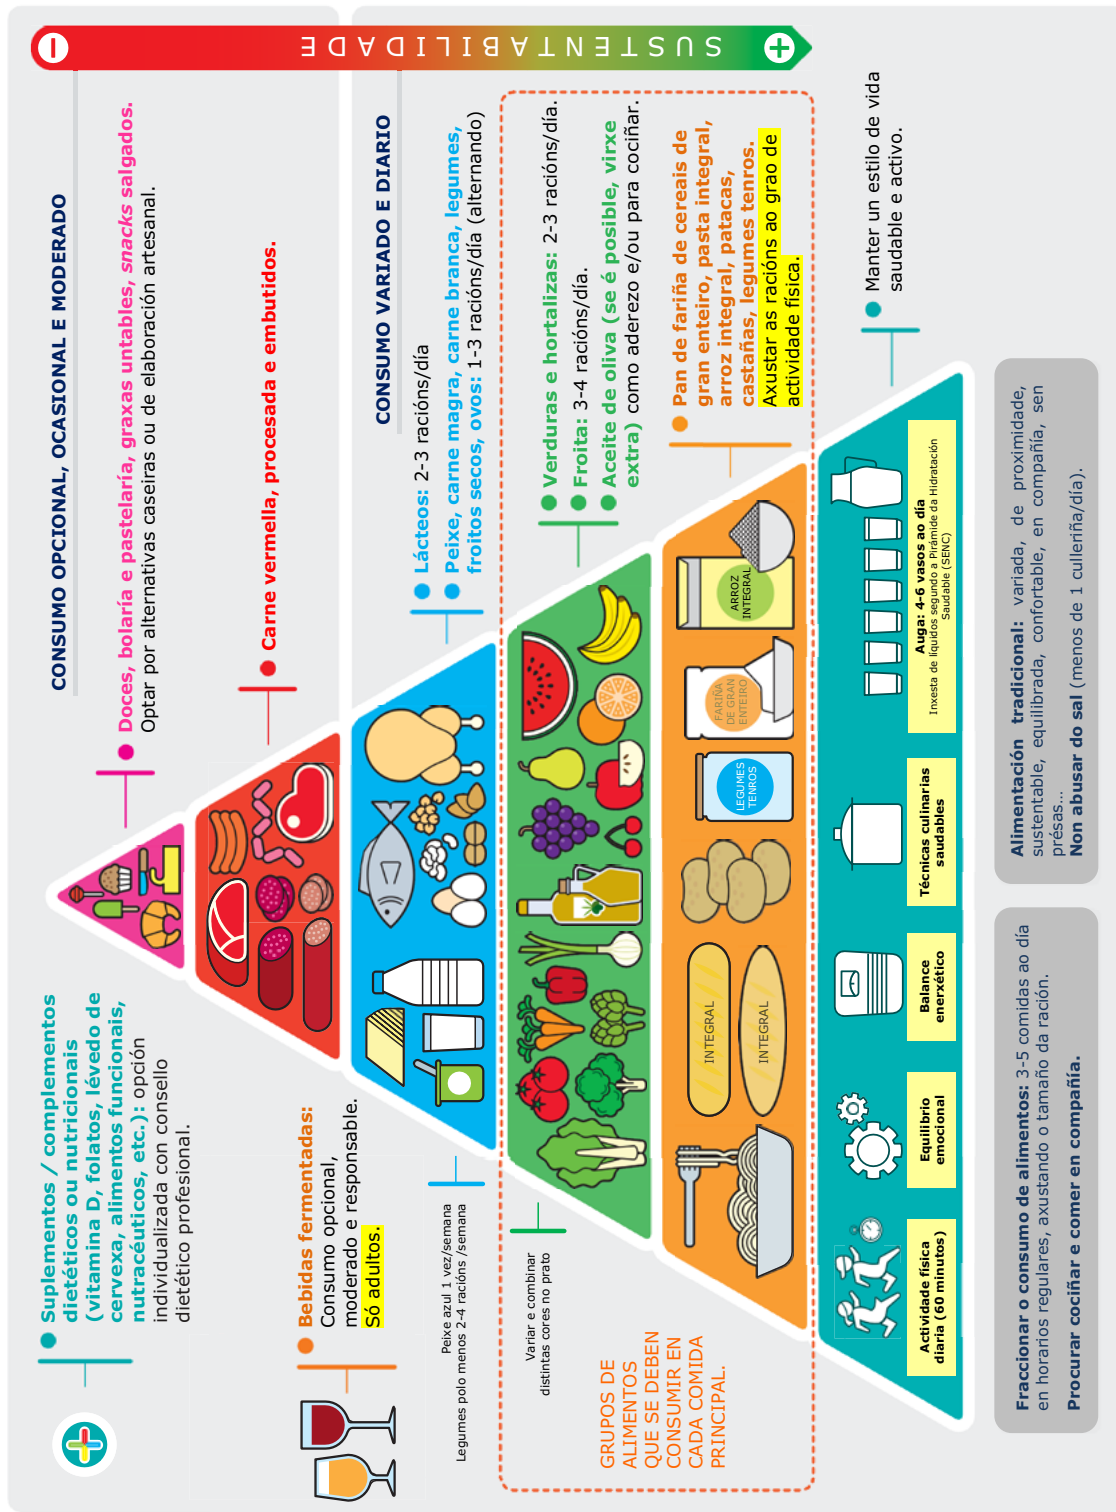 SUSTENTABILIDADE
CONSUMO OPCIONAL, OCASIONAL E MODERADO
Doces, bolaría e pastelaría, graxas untables, snacks salgados.
Optar por alternativas caseiras ou de elaboración artesanal.
Carne vermella, procesada e embutidos.
Suplementos / complementos
dietéticos ou nutricionais
(vitamina D, folatos, lévedo de
cervexa, alimentos funcionais,
nutracéuticos, etc.): opción
individualizada con consello
dietético profesional.
Bebidas fermentadas:
Consumo opcional,
moderado e responsable.
Só adultos.
CONSUMO VARIADO E DIARIO
Lácteos: 2-3 racións/día
Peixe, carne magra, carne branca, legumes,
froitos secos, ovos: 1-3 racións/día (alternando)
Peixe azul 1 vez/semana
Legumes polo menos 2-4 racións /semana
Verduras e hortalizas: 2-3 racións/día.
Froita: 3-4 racións/día.
Aceite de oliva (se é posible, virxe
extra) como aderezo e/ou para cociñar.
Variar e combinar
distintas cores no prato
Pan de fariña de cereais de
gran enteiro, pasta integral,
arroz integral, patacas,
castañas, legumes tenros.
Axustar as racións ao grao de
actividade física.
GRUPOS DE
ALIMENTOS
QUE SE DEBEN
CONSUMIR EN
CADA COMIDA
PRINCIPAL.
INTEGRAL
INTEGRAL
LEGUMES
TENROS
FARIÑA
DE GRAN
ENTEIRO
ARROZ
INTEGRAL
Manter un estilo de vida
saudable e activo.
Actividade física
diaria (60 minutos)
Equilibrio
emocional
Balance
enerxético
Técnicas culinarias
saudables
Auga: 4-6 vasos ao día
Inxesta de líquidos segundo a Pirámide da Hidratación
Saudable (SENC)
Fraccionar o consumo de alimentos: 3-5 comidas ao día
en horarios regulares, axustando o tamaño da ración.
Procurar cociñar e comer en compañía.
Alimentación tradicional: variada, de proximidade,
sustentable, equilibrada, confortable, en compañía, sen
présas...
Non abusar do sal (menos de 1 culleriña/día).